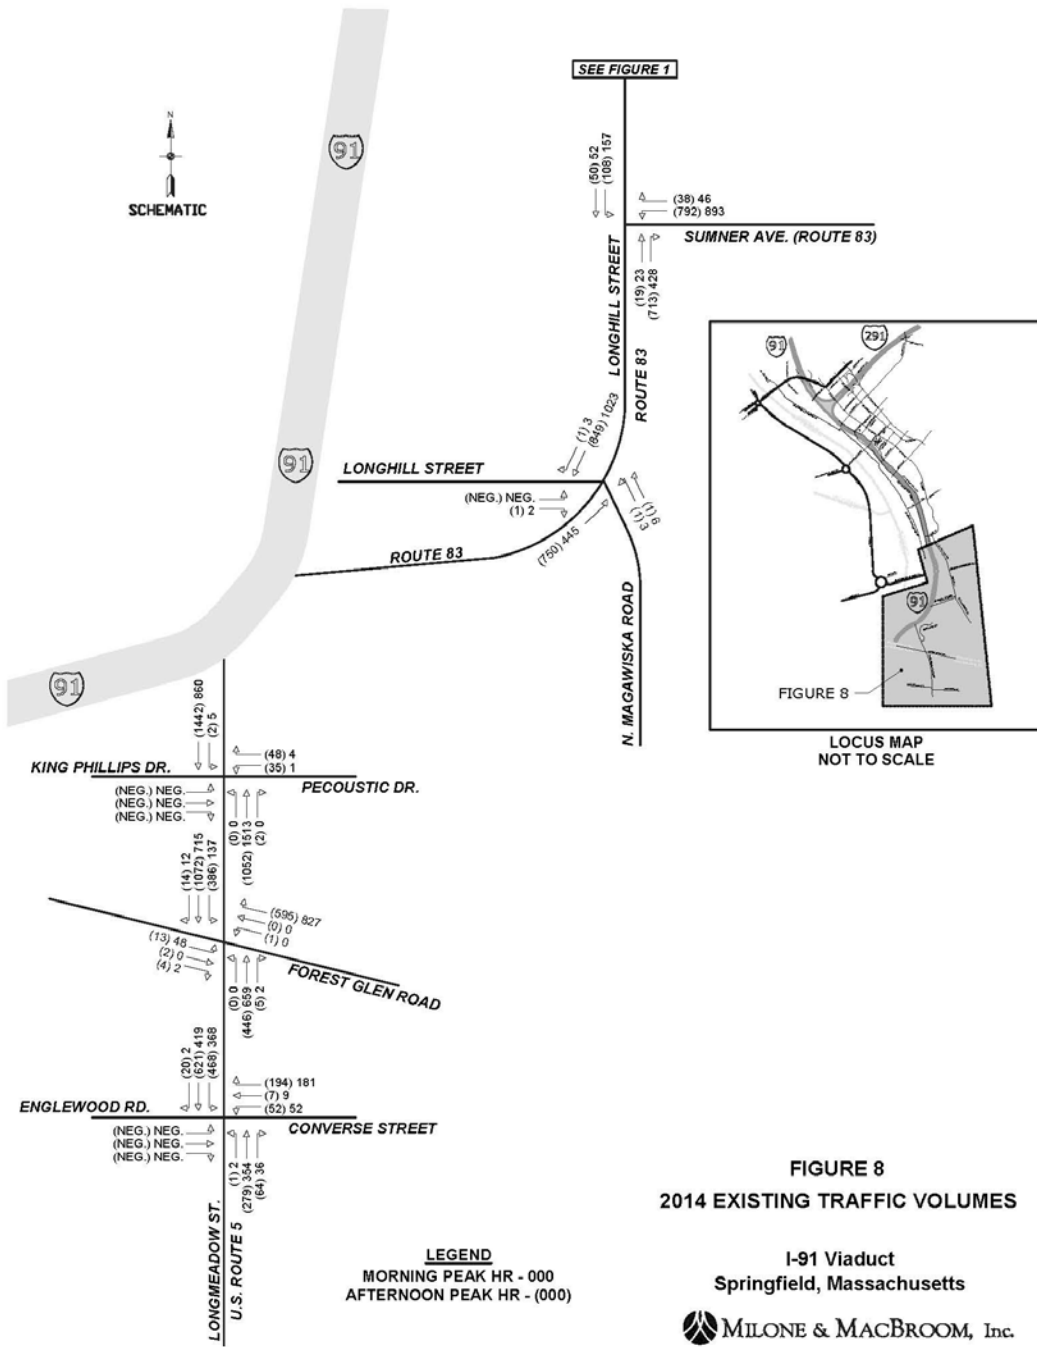 SEE FIGURE 1
91
N
SCHEMATIC
(50) 52
(108) 157
(38) 46
(792) 893
SUMNER AVE. (ROUTE 83)
LONGHILL STREET
(19) 23
(713) 428
ROUTE 83
91
291
(1) 3
(849) 1023
91
LONGHILL STREET
(NEG.) NEG.
(1) 2
(1) 6
(1) 3
(750) 445
ROUTE 83
N. MAGAWISKA ROAD
91
FIGURE 8
LOCUS MAP
NOT TO SCALE
91
(1442) 860
(2) 5
(48) 4
(35) 1
KING PHILLIPS DR.
PECOUSTIC DR.
(NEG.) NEG.
(NEG.) NEG.
(NEG.) NEG.
(0) 0
(1052) 1513
(2) 0
(14) 12
(1072) 715
(386) 137
(595) 827
(0) 0
(1) 0
(13) 48
(2) 0
(4) 2
FOREST GLEN ROAD
(0) 0
(446) 659
(5) 2
(20) 2
(621) 419
(468) 368
(194) 181
(7) 9
(52) 52
ENGLEWOOD RD.
CONVERSE STREET
(NEG.) NEG.
(NEG.) NEG.
(NEG.) NEG.
(1) 2
(279) 354
(64) 36
LONGMEADOW ST.
U.S. ROUTE 5
LEGEND
MORNING PEAK HR - 000
AFTERNOON PEAK HR - (000)
FIGURE 8
2014 EXISTING TRAFFIC VOLUMES
I-91 Viaduct
Springfield, Massachusetts
MILONE & MACBROOM, Inc.